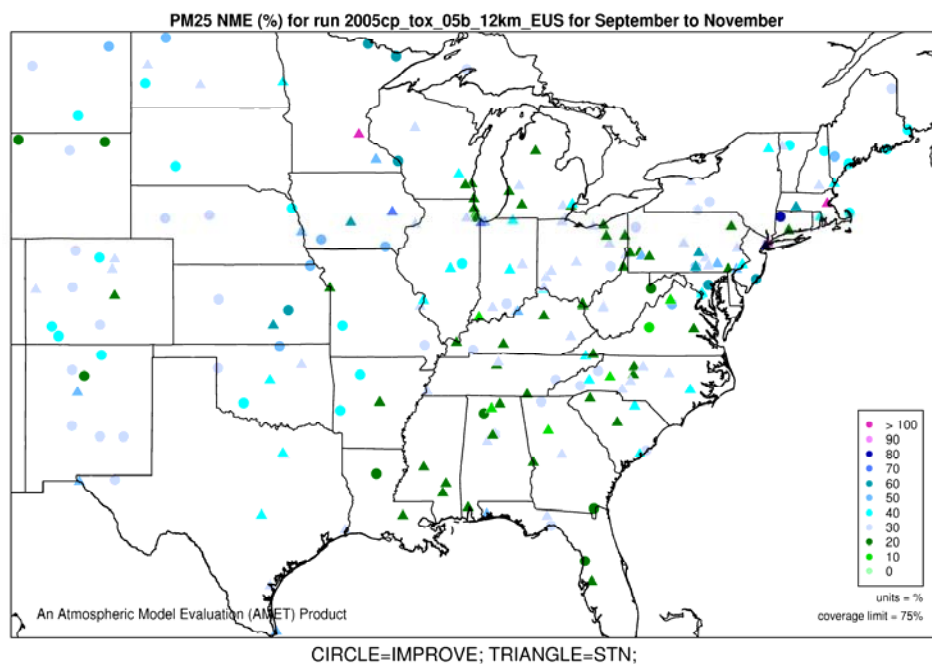 PM25 NME (%) for run 2005cp_tox_05b_12km_EUS for September to November
> 100
90
80
70
60
50
40
30
20
10
0
units = %
coverage limit = 75%
An Atmospheric Model Evaluation (AMET) Product
CIRCLE=IMPROVE; TRIANGLE=STN;